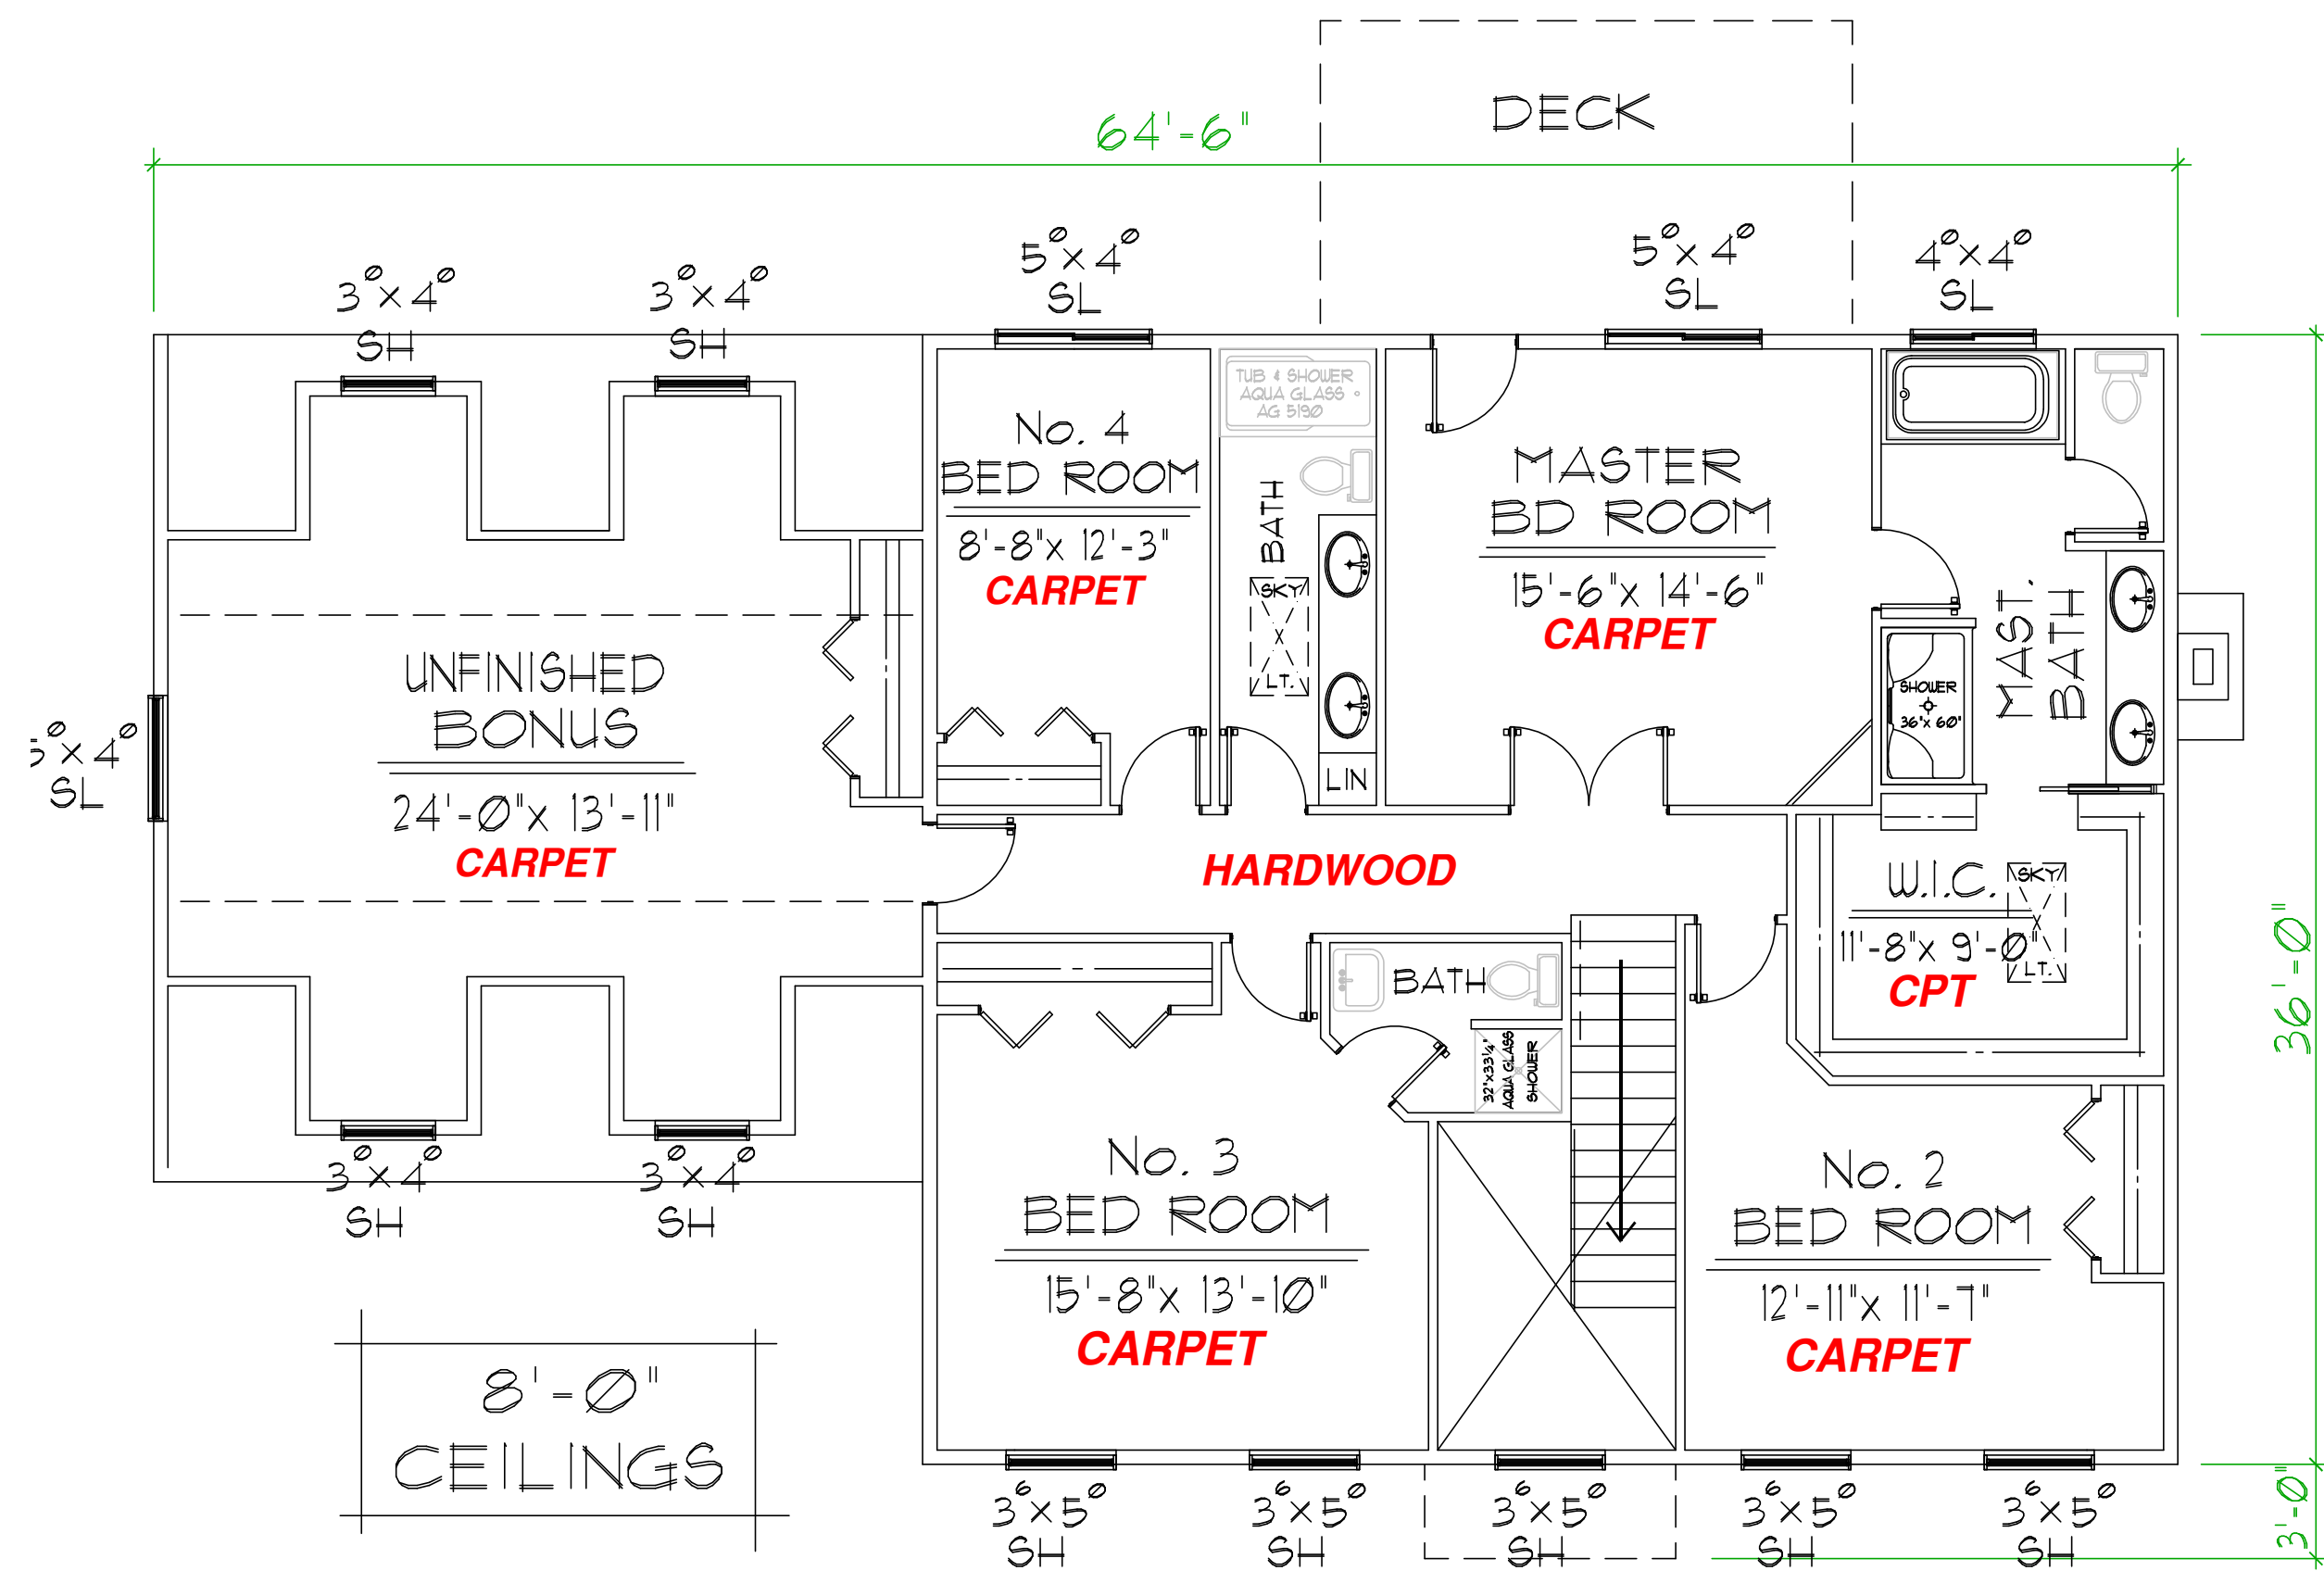 DECK
64'-6"
3⁰x4⁰
SH
3⁰x4⁰
SH
5⁰x4⁰
SL
5⁰x4⁰
SL
4⁰x4⁰
SL
TUB & SHOWER
AQUA GLASS
AG 5190
No. 4
BED ROOM
8'-8"x 12'-3"
CARPET
BATH
SKY
LT.
LIN
MASTER
BD ROOM
15'-6"x 14'-6"
CARPET
MAST.
BATH
SHOWER
36"x 60"
UNFINISHED
BONUS
24'-0"x 13'-11"
CARPET
5⁰x4⁰
SL
HARDWOOD
W.I.C.
11'-8"x 9'-0"
CPT
SKY
LT.
36'-0"
BATH
32"x33¼"
AQUA GLASS
SHOWER
No. 3
BED ROOM
15'-8"x 13'-10"
CARPET
No. 2
BED ROOM
12'-11"x 11'-7"
CARPET
3⁰x4⁰
SH
3⁰x4⁰
SH
8'-0"
CEILINGS
3⁶x5⁰
SH
3⁶x5⁰
SH
3⁶x5⁰
SH
3⁶x5⁰
SH
3⁶x5⁰
SH
3'-0"